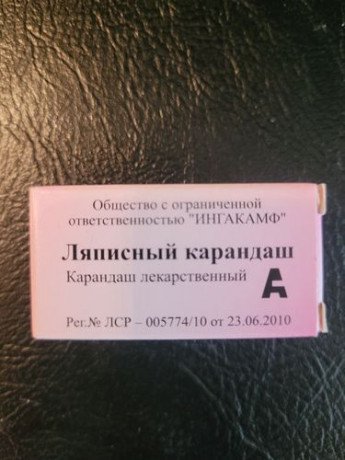 Общество с ограниченной
ответственностью "ИНГАКАМФ"
Ляписный карандаш
Карандаш лекарственный А
Рег.№ ЛСР – 005774/10 от 23.06.2010